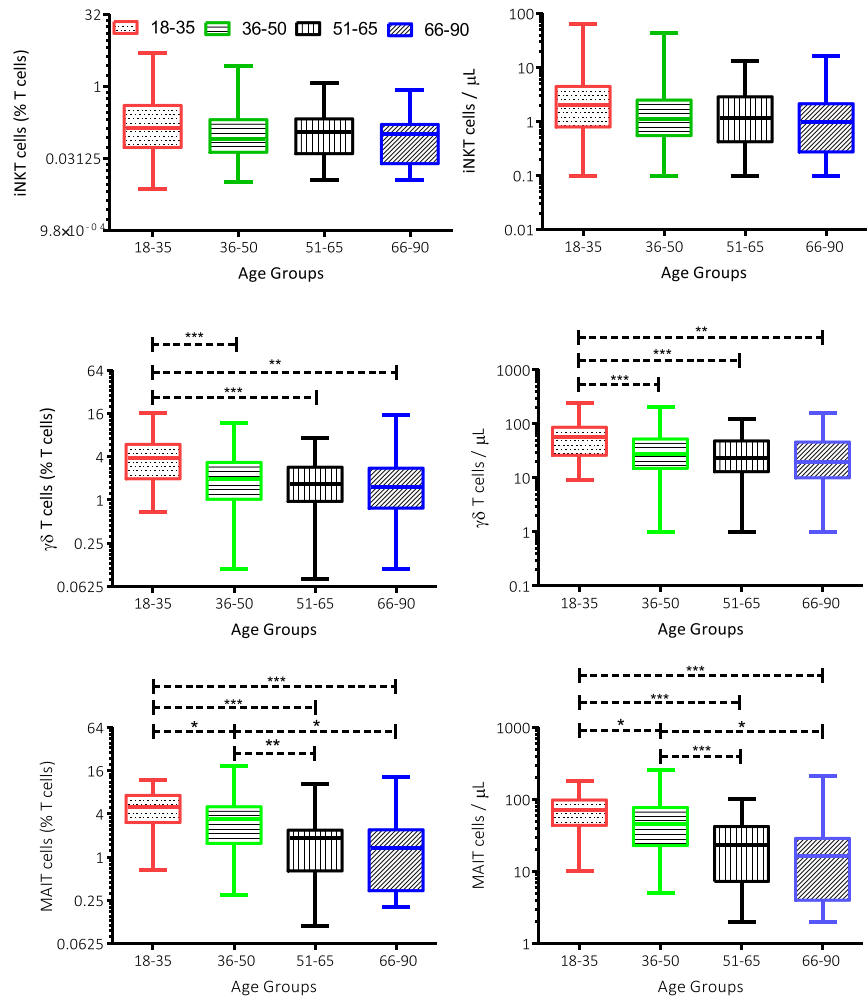 32
1
0.03125
9.8×10⁻⁰⁴
iNKT cells (% T cells)
18-35 36-50 51-65 66-90
18-35 36-50 51-65 66-90
Age Groups
100
10
1
0.1
0.01
iNKT cells / μL
18-35 36-50 51-65 66-90
Age Groups
***
**
***
64
16
4
1
0.25
0.0625
γδ T cells (% T cells)
18-35 36-50 51-65 66-90
Age Groups
**
***
***
1000
100
10
1
0.1
γδ T cells / μL
18-35 36-50 51-65 66-90
Age Groups
***
***
* *
**
64
16
4
1
0.25
0.0625
MAIT cells (% T cells)
18-35 36-50 51-65 66-90
Age Groups
***
***
* *
***
1000
100
10
1
MAIT cells / μL
18-35 36-50 51-65 66-90
Age Groups